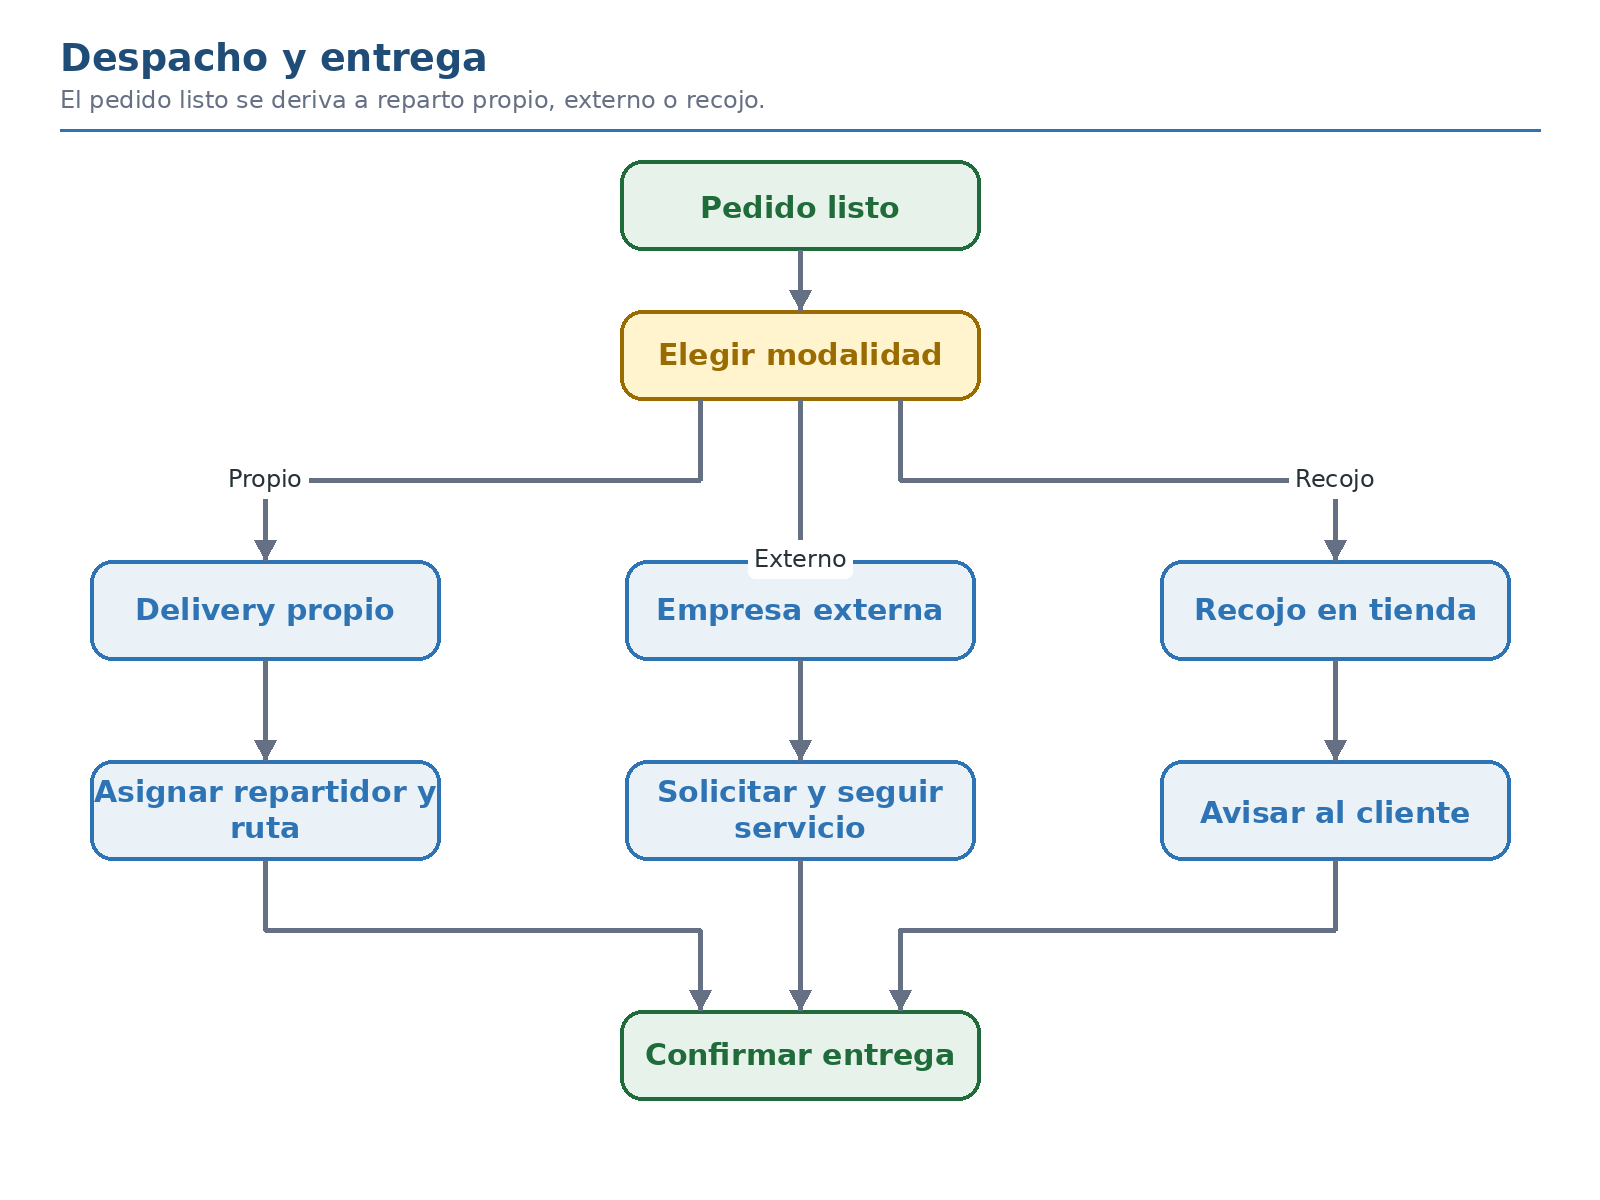 Despacho y entrega
El pedido listo se deriva a reparto propio, externo o recojo.
Pedido listo
Elegir modalidad
Propio
Recojo
Externo
Delivery propio
Empresa externa
Recojo en tienda
Asignar repartidor y
ruta
Solicitar y seguir
servicio
Avisar al cliente
Confirmar entrega